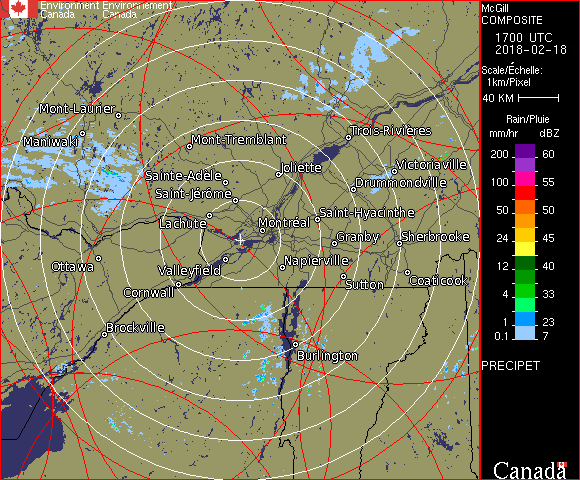 Environment Environnement
Canada Canada
McGill
COMPOSITE
1700 UTC
2018-02-18
Scale/Échelle:
1km/Pixel
40 KM
Rain/Pluie
mm/hr dBZ
200 60
100 55
50 50
24 45
12 40
4 33
1 23
0.1 7
PRECIPET
Canada
Mont-Laurier
Maniwaki
Mont-Tremblant
Trois-Rivières
Joliette
Victoriaville
Sainte-Adèle
Drummondville
Saint-Jérôme
Saint-Hyacinthe
Lachute
Montréal
Granby
Sherbrooke
Ottawa
Valleyfield
Napierville
Sutton
Coaticook
Cornwall
Brockville
Burlington